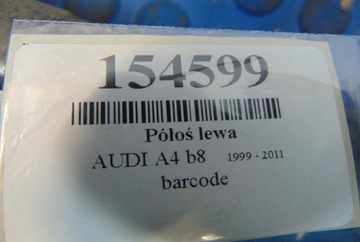 154599
Półoś lewa
AUDI A4 b8 1999 - 2011
barcode